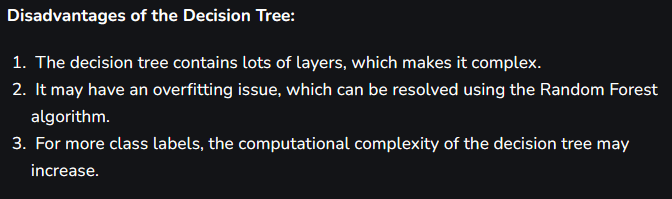 Disadvantages of the Decision Tree:
1. The decision tree contains lots of layers, which makes it complex.
2. It may have an overfitting issue, which can be resolved using the Random Forest
algorithm.
3. For more class labels, the computational complexity of the decision tree may
increase.